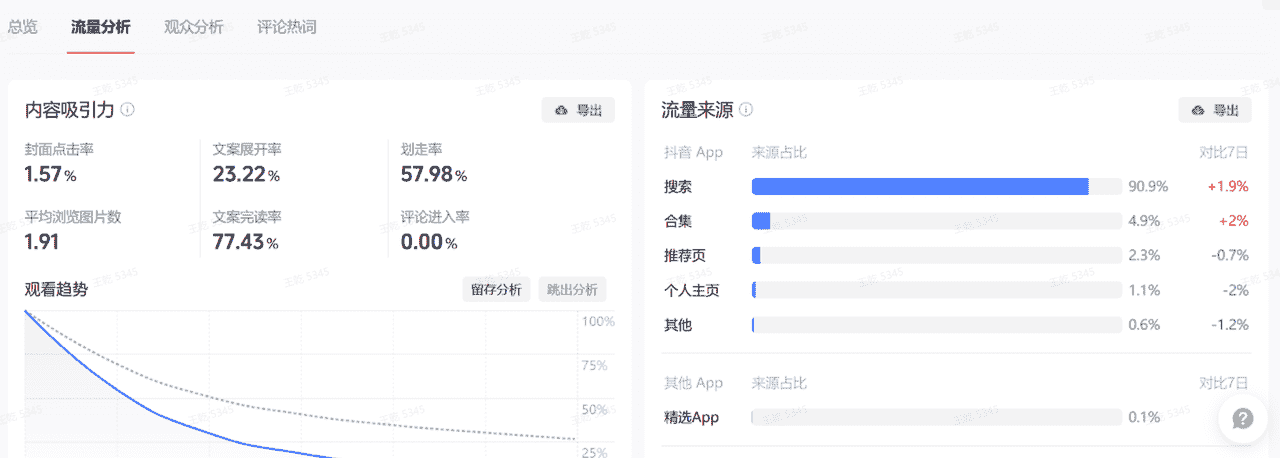 总览 流量分析 观众分析 评论热词
内容吸引力 导出
封面点击率 文案展开率 划走率
1.57% 23.22% 57.98%
平均浏览图片数 文案完读率 评论进入率
1.91 77.43% 0.00%
观看趋势 留存分析 跳出分析
100%
75%
50%
25%
流量来源 导出
抖音 App 来源占比 对比7日
搜索 90.9% +1.9%
合集 4.9% +2%
推荐页 2.3% -0.7%
个人主页 1.1% -2%
其他 0.6% -1.2%
其他 App 来源占比 对比7日
精选App 0.1%
王乾 5345